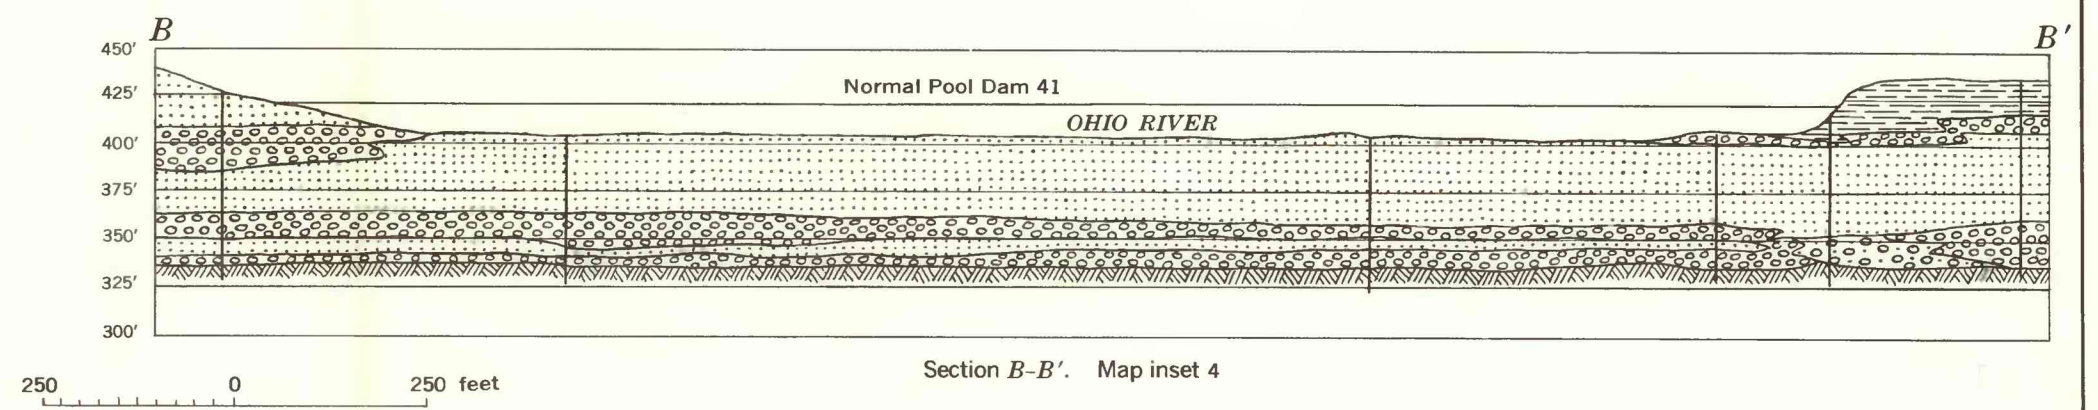 B B′
450′
425′
Normal Pool Dam 41
OHIO RIVER
400′
375′
350′
325′
300′
Section B–B′. Map inset 4
250 0 250 feet